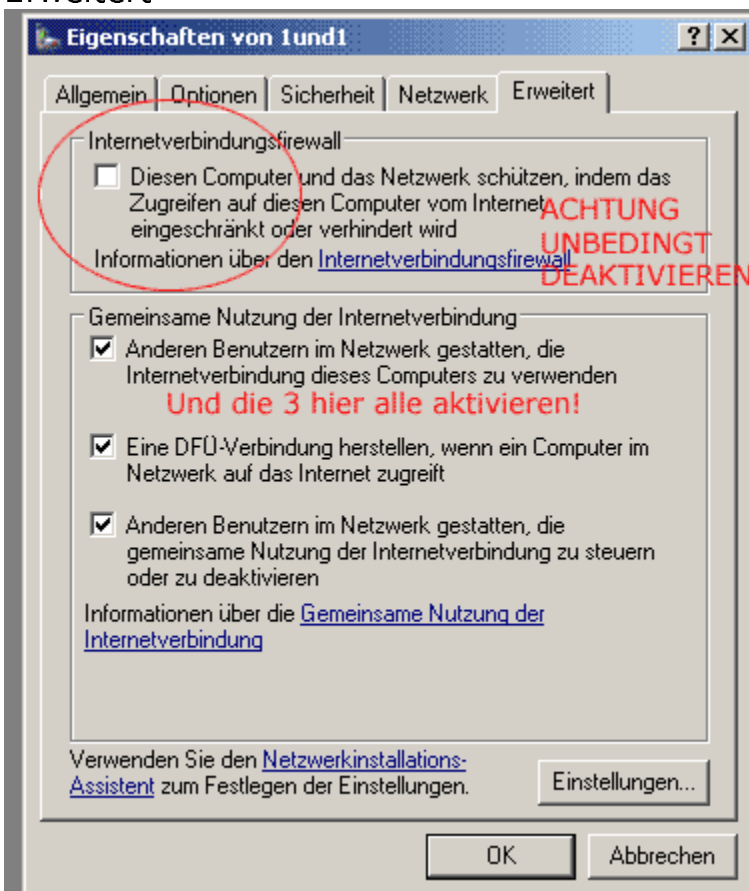 Erweitert
Eigenschaften von 1und1
Allgemein Optionen Sicherheit Netzwerk Erweitert
Internetverbindungsfirewall
Diesen Computer und das Netzwerk schützen, indem das
Zugreifen auf diesen Computer vom Internet
eingeschränkt oder verhindert wird
Informationen über den Internetverbindungsfirewall
ACHTUNG
UNBEDINGT
DEAKTIVIEREN
Gemeinsame Nutzung der Internetverbindung
Anderen Benutzern im Netzwerk gestatten, die
Internetverbindung dieses Computers zu verwenden
Und die 3 hier alle aktivieren!
Eine DFÜ-Verbindung herstellen, wenn ein Computer im
Netzwerk auf das Internet zugreift
Anderen Benutzern im Netzwerk gestatten, die
gemeinsame Nutzung der Internetverbindung zu steuern
oder zu deaktivieren
Informationen über die Gemeinsame Nutzung der
Internetverbindung
Verwenden Sie den Netzwerkinstallations-
Assistent zum Festlegen der Einstellungen.
Einstellungen...
OK Abbrechen